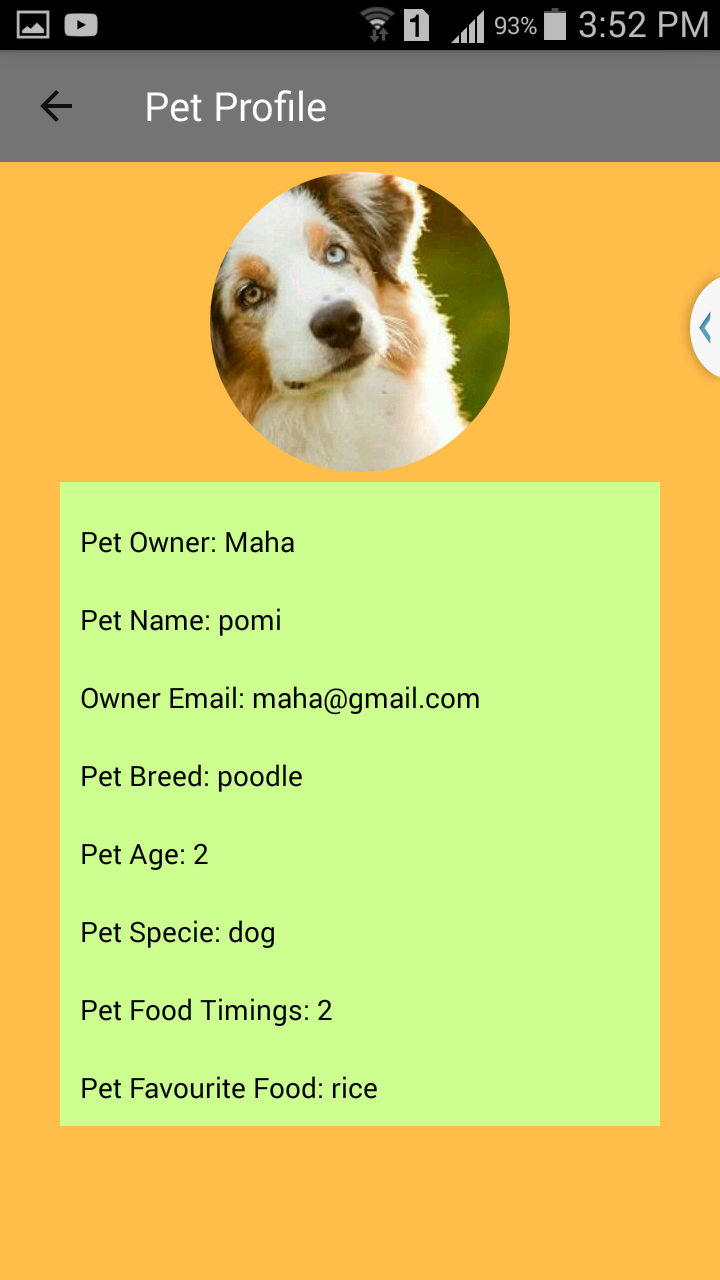 1 93% 3:52 PM
Pet Profile
Pet Owner: Maha
Pet Name: pomi
Owner Email: maha@gmail.com
Pet Breed: poodle
Pet Age: 2
Pet Specie: dog
Pet Food Timings: 2
Pet Favourite Food: rice